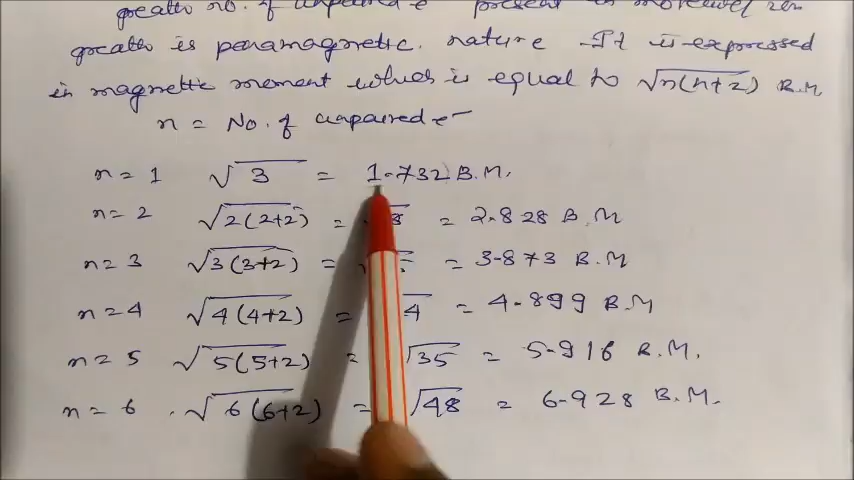 greater no. of unpaired e⁻ present in molecules
greater is paramagnetic. nature - It is expressed
in magnetic moment which is equal to √n(n+2) B.M
n = No. of unpaired e⁻
n = 1 √3 = 1.732 B.M.
n = 2 √2(2+2) = 8 = 2.828 B.M
n = 3 √3(3+2) = = 3.873 B.M
n = 4 √4(4+2) = 4 = 4.899 B.M
n = 5 √5(5+2) = √35 = 5.916 B.M.
n = 6 √6(6+2) = √48 = 6.928 B.M.